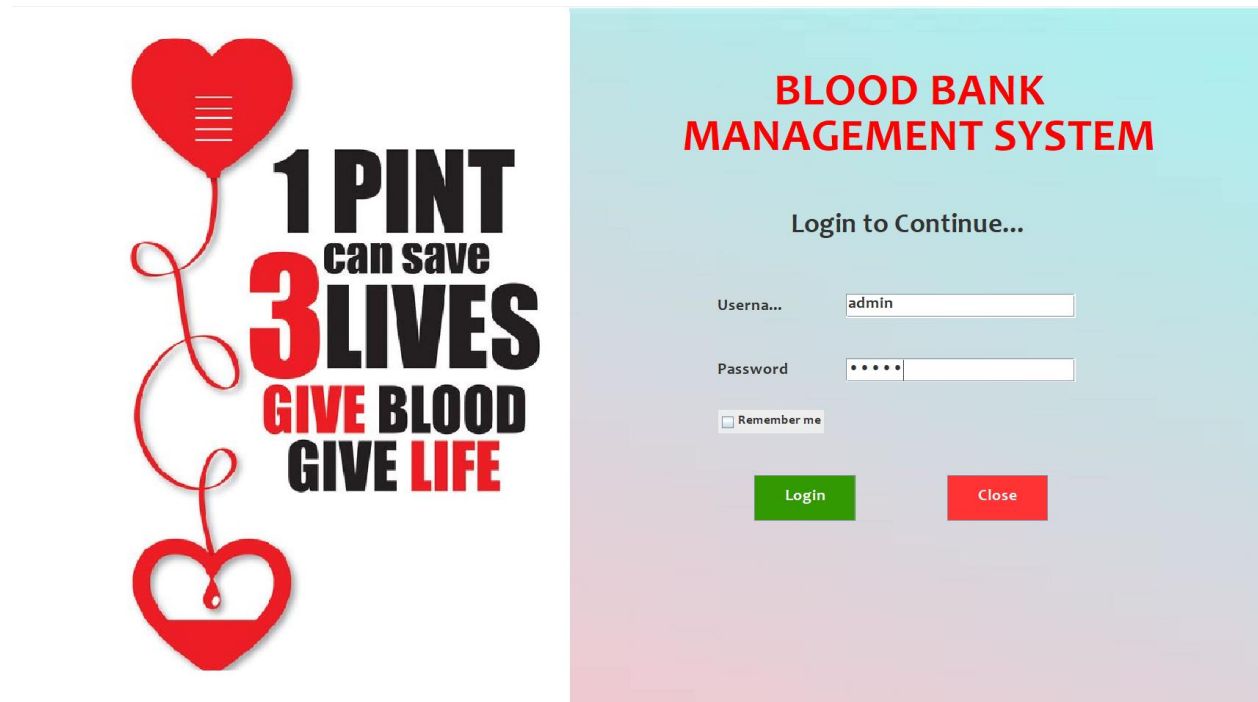 1 PINT
can save
3 LIVES
GIVE BLOOD
GIVE LIFE
BLOOD BANK
MANAGEMENT SYSTEM
Login to Continue...
Userna... admin
Password •••••
Remember me
Login Close